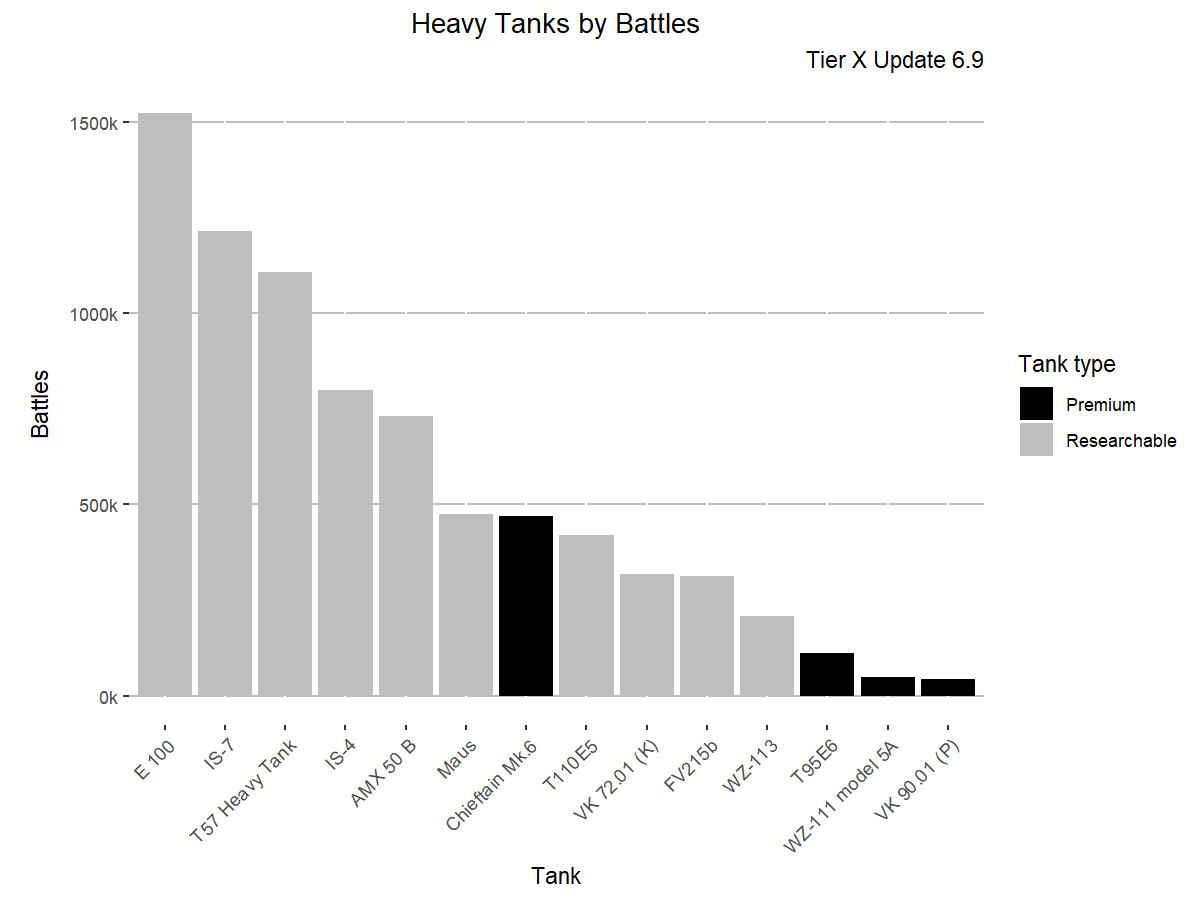 Heavy Tanks by Battles
Tier X Update 6.9
1500k
1000k
500k
0k
Battles
E 100
IS-7
T57 Heavy Tank
IS-4
AMX 50 B
Maus
Chieftain Mk.6
T110E5
VK 72.01 (K)
FV215b
WZ-113
T95E6
WZ-111 model 5A
VK 90.01 (P)
Tank
Tank type
Premium
Researchable